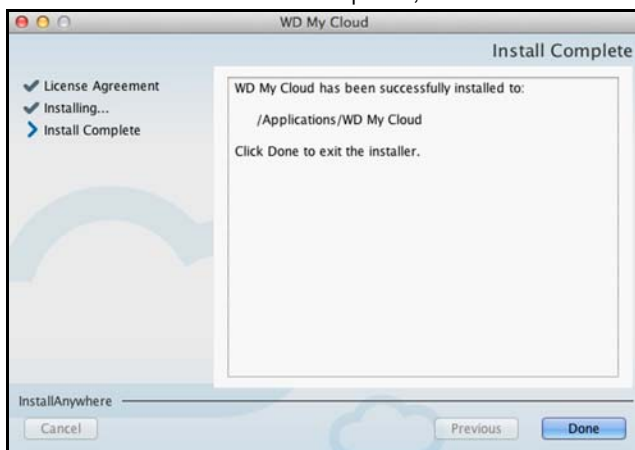 WD My Cloud
Install Complete
License Agreement
Installing...
Install Complete
WD My Cloud has been successfully installed to:
/Applications/WD My Cloud
Click Done to exit the installer.
InstallAnywhere
Cancel
Previous
Done